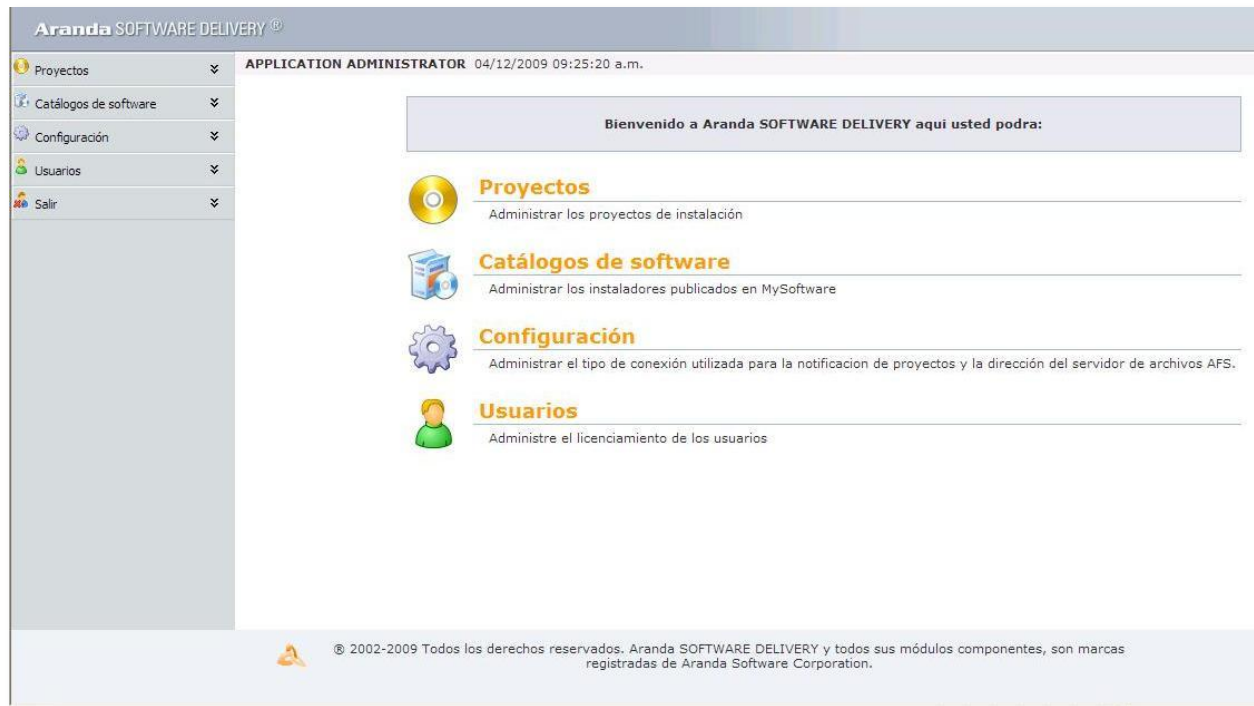 Aranda SOFTWARE DELIVERY ®
Proyectos
Catálogos de software
Configuración
Usuarios
Salir
APPLICATION ADMINISTRATOR 04/12/2009 09:25:20 a.m.
Bienvenido a Aranda SOFTWARE DELIVERY aqui usted podra:
Proyectos
Administrar los proyectos de instalación
Catálogos de software
Administrar los instaladores publicados en MySoftware
Configuración
Administrar el tipo de conexión utilizada para la notificacion de proyectos y la dirección del servidor de archivos AFS.
Usuarios
Administre el licenciamiento de los usuarios
® 2002-2009 Todos los derechos reservados. Aranda SOFTWARE DELIVERY y todos sus módulos componentes, son marcas
registradas de Aranda Software Corporation.